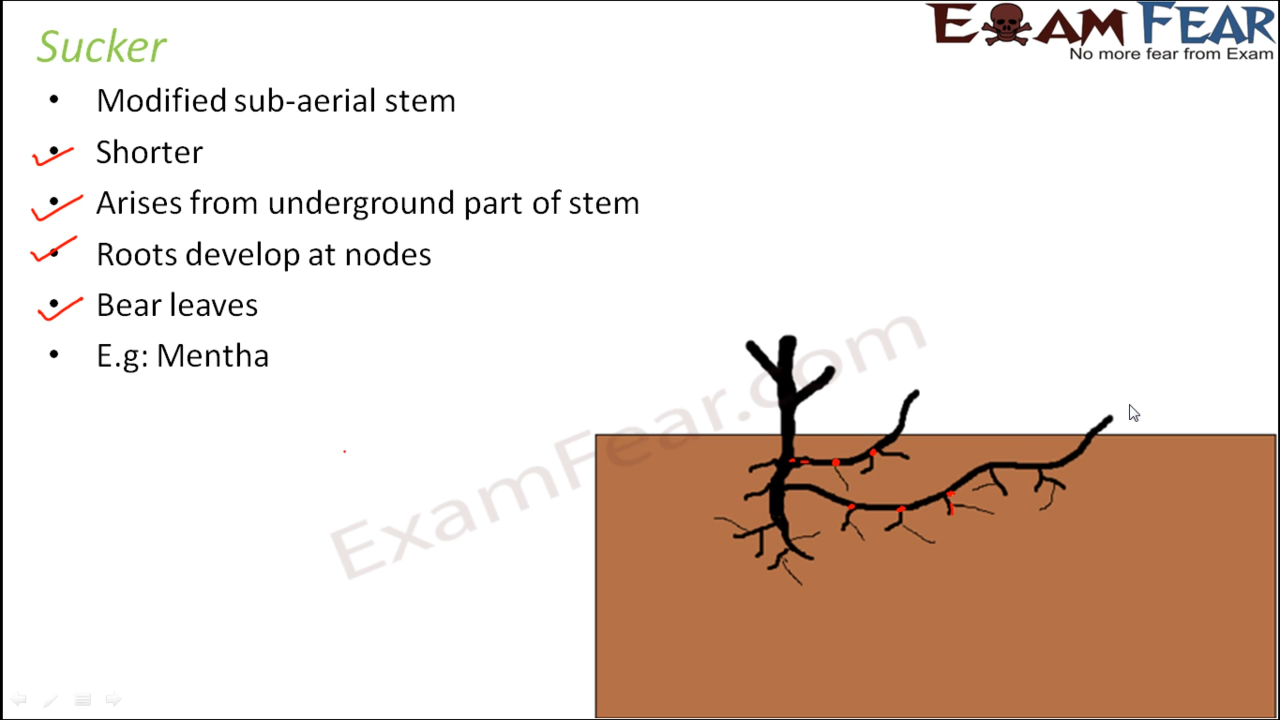 Sucker
EXAM FEAR
No more fear from Exam
• Modified sub-aerial stem
• Shorter
• Arises from underground part of stem
• Roots develop at nodes
• Bear leaves
• E.g: Mentha
ExamFear.com